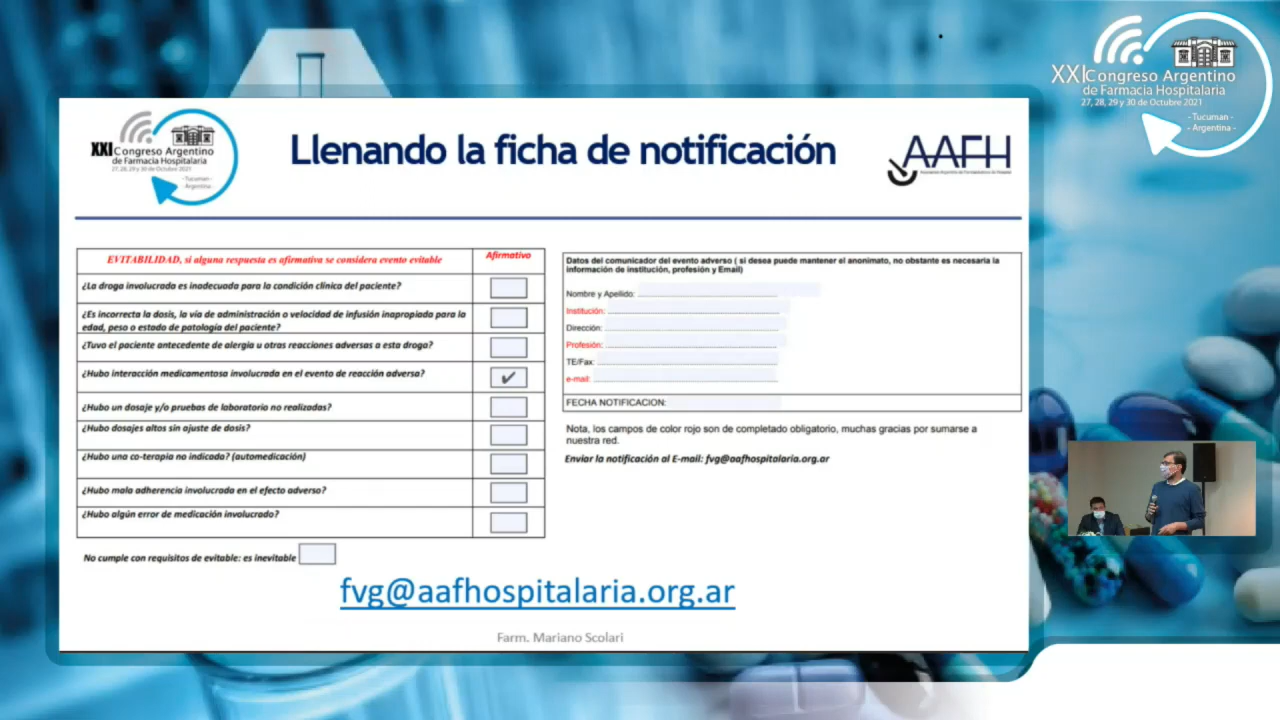 XXI Congreso Argentino
de Farmacia Hospitalaria
27, 28, 29 y 30 de Octubre 2021
- Tucuman -
- Argentina -
XXI Congreso Argentino
de Farmacia Hospitalaria
27, 28, 29 y 30 de Octubre 2021
- Tucuman -
- Argentina -
Llenando la ficha de notificación
AAFH
Asociación Argentina de Farmacéuticos de Hospital
EVITABILIDAD, si alguna respuesta es afirmativa se considera evento evitable
Afirmativo
¿La droga involucrada es inadecuada para la condición clínica del paciente?
¿Es incorrecta la dosis, la vía de administración o velocidad de infusión inapropiada para la
edad, peso o estado de patología del paciente?
¿Tuvo el paciente antecedente de alergia u otras reacciones adversas a esta droga?
¿Hubo interacción medicamentosa involucrada en el evento de reacción adversa?
✔
¿Hubo un dosaje y/o pruebas de laboratorio no realizadas?
¿Hubo dosajes altos sin ajuste de dosis?
¿Hubo una co-terapia no indicada? (automedicación)
¿Hubo mala adherencia involucrada en el efecto adverso?
¿Hubo algún error de medicación involucrado?
No cumple con requisitos de evitable: es inevitable
Datos del comunicador del evento adverso ( si desea puede mantener el anonimato, no obstante es necesaria la
información de institución, profesión y Email)
Nombre y Apellido:
Institución:
Dirección:
Profesión:
TE/Fax:
e-mail:
FECHA NOTIFICACION:
Nota, los campos de color rojo son de completado obligatorio, muchas gracias por sumarse a
nuestra red.
Enviar la notificación al E-mail: fvg@aafhospitalaria.org.ar
fvg@aafhospitalaria.org.ar
Farm. Mariano Scolari